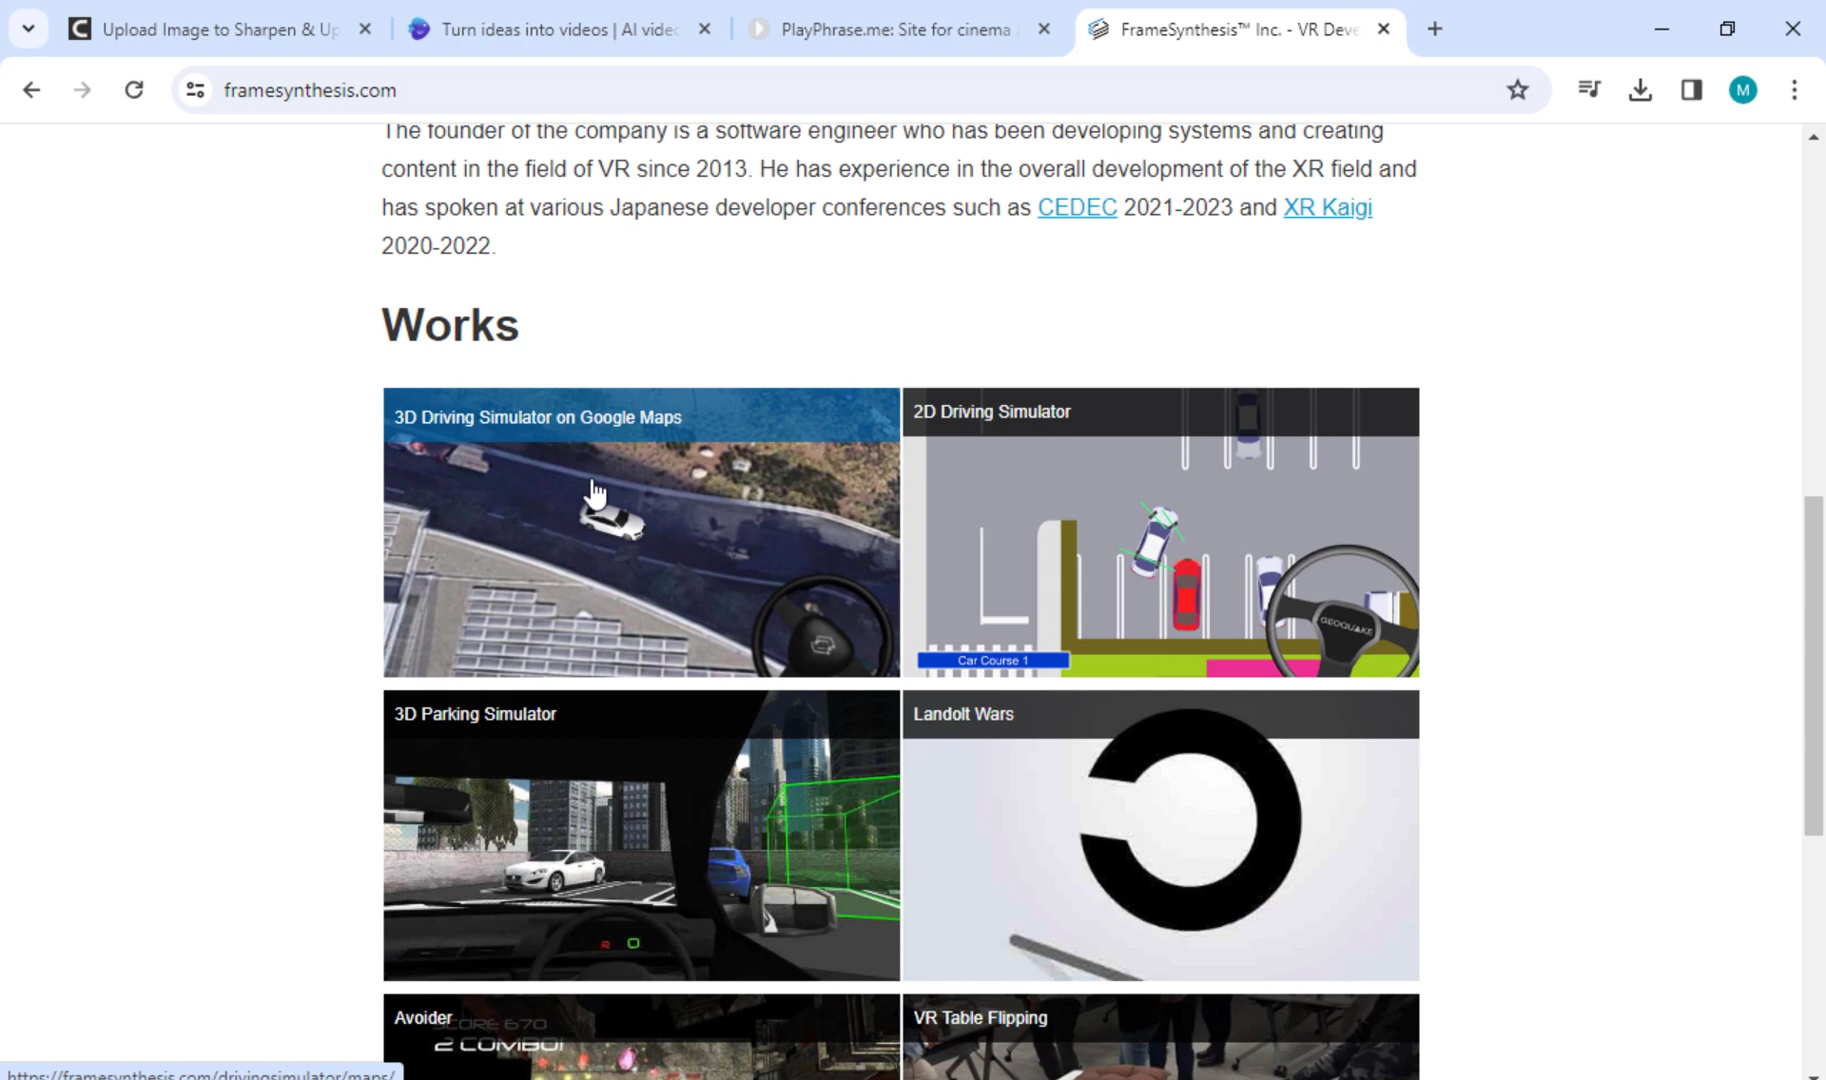 Upload Image to Sharpen & Up
Turn ideas into videos | AI videc
PlayPhrase.me: Site for cinema
FrameSynthesis™ Inc. - VR Deve
framesynthesis.com
M
The founder of the company is a software engineer who has been developing systems and creating
content in the field of VR since 2013. He has experience in the overall development of the XR field and
has spoken at various Japanese developer conferences such as CEDEC 2021-2023 and XR Kaigi
2020-2022.
Works
3D Driving Simulator on Google Maps
2D Driving Simulator
GEOQUAKE
Car Course 1
3D Parking Simulator
Landolt Wars
R
Avoider
SCORE 670
2 COMBO!
VR Table Flipping
https://framesynthesis.com/drivingsimulator/maps/